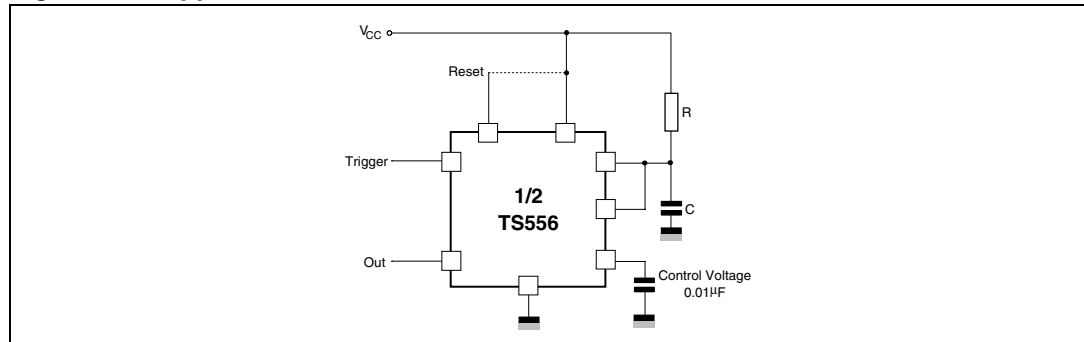 V_CC
Reset
R
Trigger
1/2
TS556
C
Out
Control Voltage
0.01µF